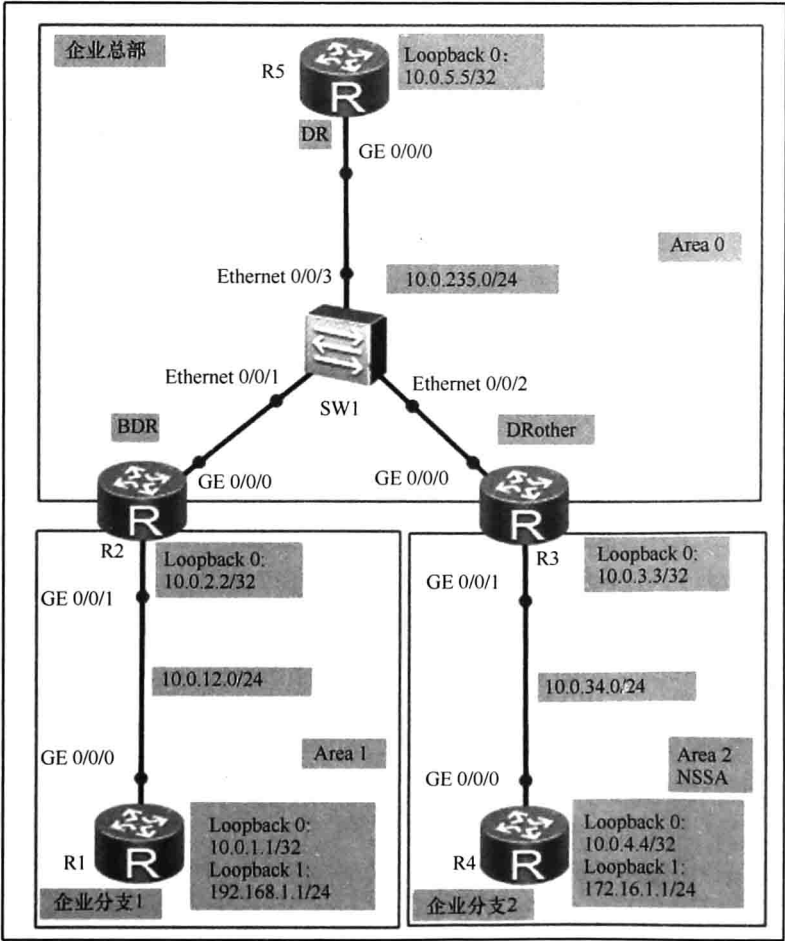 企业总部
R5
Loopback 0:
10.0.5.5/32
R
DR
GE 0/0/0
Area 0
Ethernet 0/0/3
10.0.235.0/24
Ethernet 0/0/1
Ethernet 0/0/2
SW1
BDR
DRother
GE 0/0/0
GE 0/0/0
R
R
R2
Loopback 0:
10.0.2.2/32
R3
Loopback 0:
10.0.3.3/32
GE 0/0/1
GE 0/0/1
10.0.12.0/24
10.0.34.0/24
Area 1
Area 2
NSSA
GE 0/0/0
GE 0/0/0
R1
R
Loopback 0:
10.0.1.1/32
Loopback 1:
192.168.1.1/24
R4
R
Loopback 0:
10.0.4.4/32
Loopback 1:
172.16.1.1/24
企业分支1
企业分支2